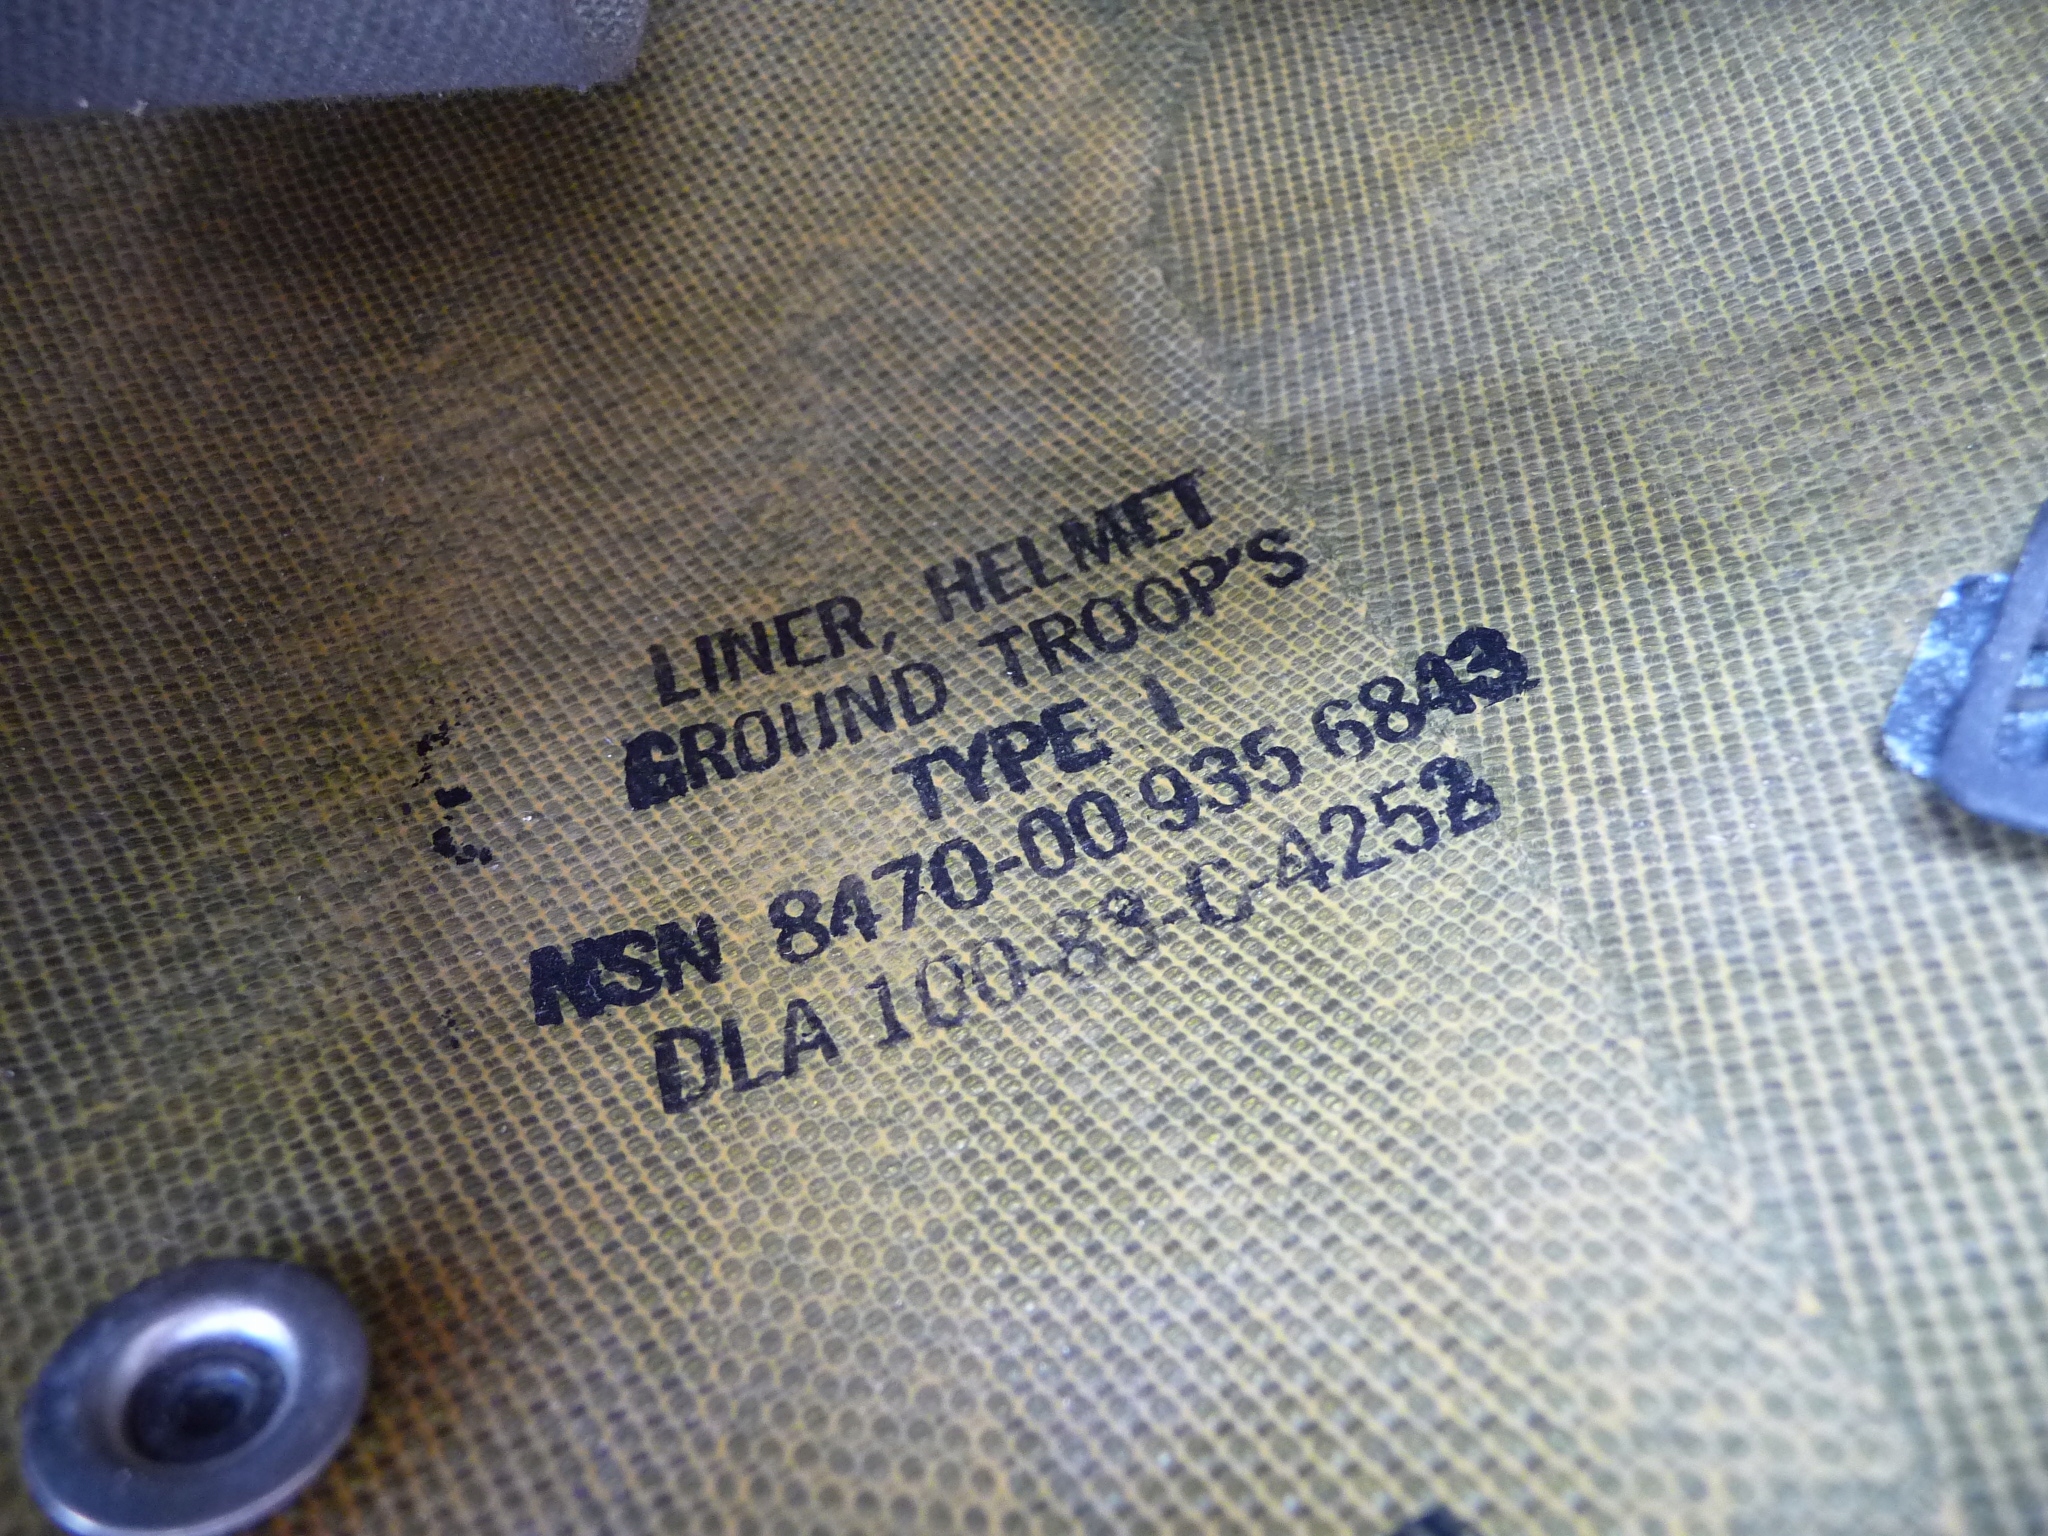 LINER, HELMET
GROUND TROOP'S
TYPE I
NSN 8470-00 935 6843
DLA 100-83-C-4252